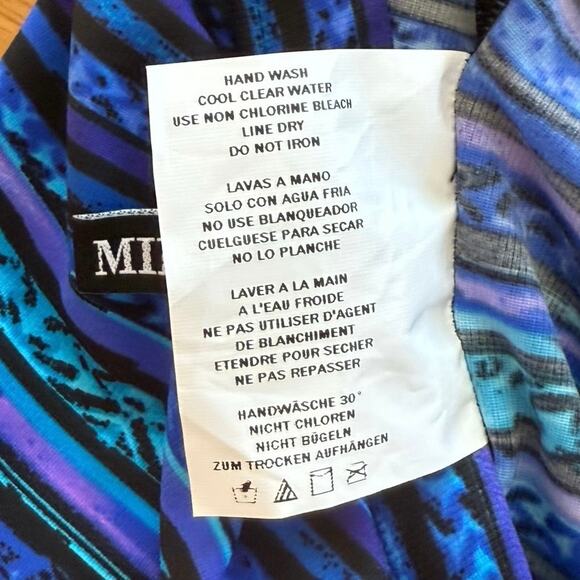 HAND WASH
COOL CLEAR WATER
USE NON CHLORINE BLEACH
LINE DRY
DO NOT IRON
LAVAS A MANO
SOLO CON AGUA FRIA
NO USE BLANQUEADOR
CUELGUESE PARA SECAR
NO LO PLANCHE
LAVER A LA MAIN
A L'EAU FROIDE
NE PAS UTILISER D'AGENT
DE BLANCHIMENT
ETENDRE POUR SECHER
NE PAS REPASSER
HANDWÄSCHE 30°
NICHT CHLOREN
NICHT BÜGELN
ZUM TROCKEN AUFHÄNGEN